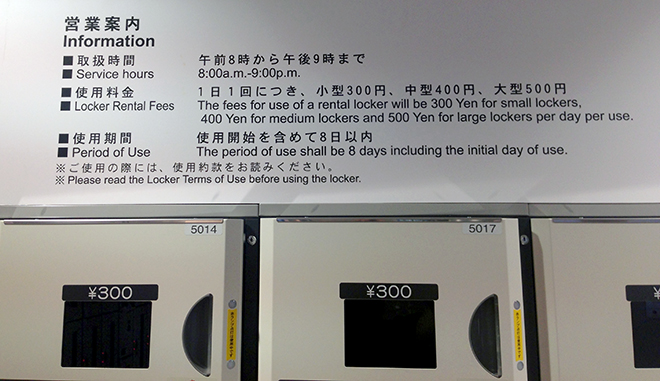 営業案内
Information
■取扱時間 午前8時から午後9時まで
■Service hours 8:00a.m.-9:00p.m.
■使用料金 1日1回につき、小型300円、中型400円、大型500円
■Locker Rental Fees The fees for use of a rental locker will be 300 Yen for small lockers,
400 Yen for medium lockers and 500 Yen for large lockers per day per use.
■使用期間 使用開始を含めて8日以内
■Period of Use The period of use shall be 8 days including the initial day of use.
※ご使用の際には、使用約款をお読みください。
※Please read the Locker Terms of Use before using the locker.
5014 5017
¥300 ¥300 ¥